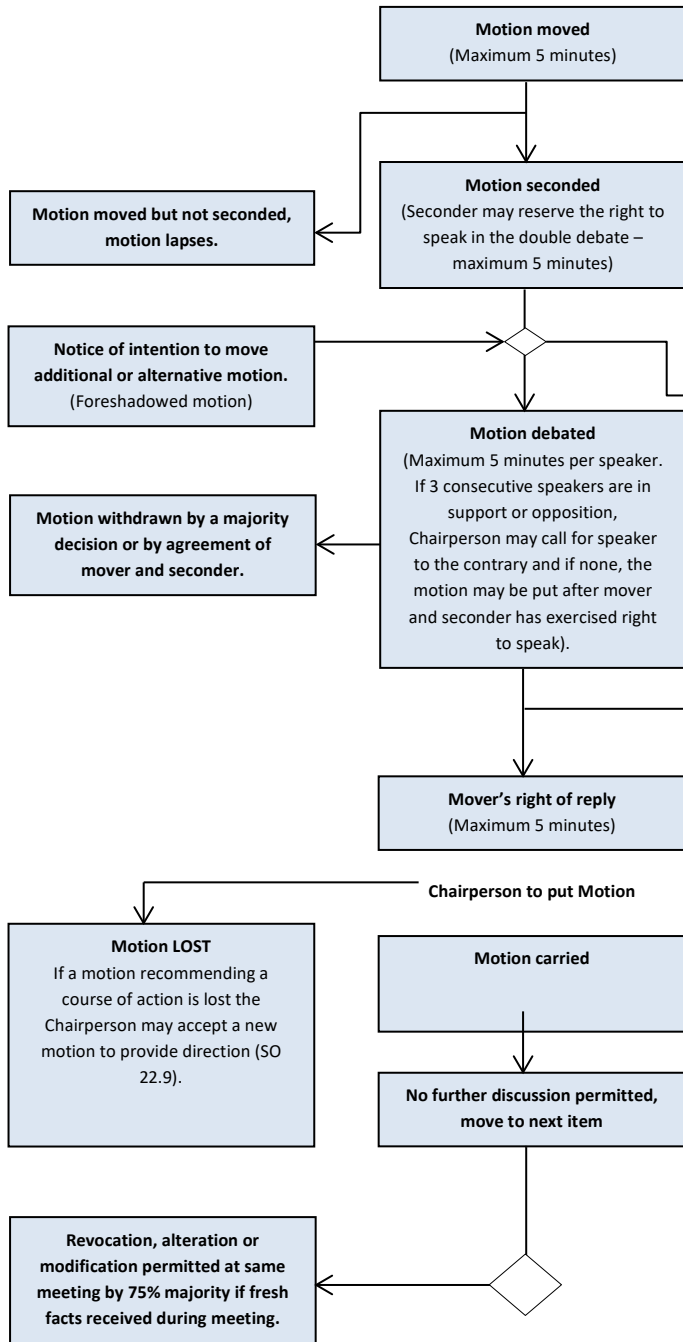 Motion moved
(Maximum 5 minutes)
Motion seconded
(Seconder may reserve the right to
speak in the double debate –
maximum 5 minutes)
Motion moved but not seconded,
motion lapses.
Notice of intention to move
additional or alternative motion.
(Foreshadowed motion)
Motion debated
(Maximum 5 minutes per speaker.
If 3 consecutive speakers are in
support or opposition,
Chairperson may call for speaker
to the contrary and if none, the
motion may be put after mover
and seconder has exercised right
to speak).
Motion withdrawn by a majority
decision or by agreement of
mover and seconder.
Mover’s right of reply
(Maximum 5 minutes)
Chairperson to put Motion
Motion LOST
If a motion recommending a
course of action is lost the
Chairperson may accept a new
motion to provide direction (SO
22.9).
Motion carried
No further discussion permitted,
move to next item
Revocation, alteration or
modification permitted at same
meeting by 75% majority if fresh
facts received during meeting.